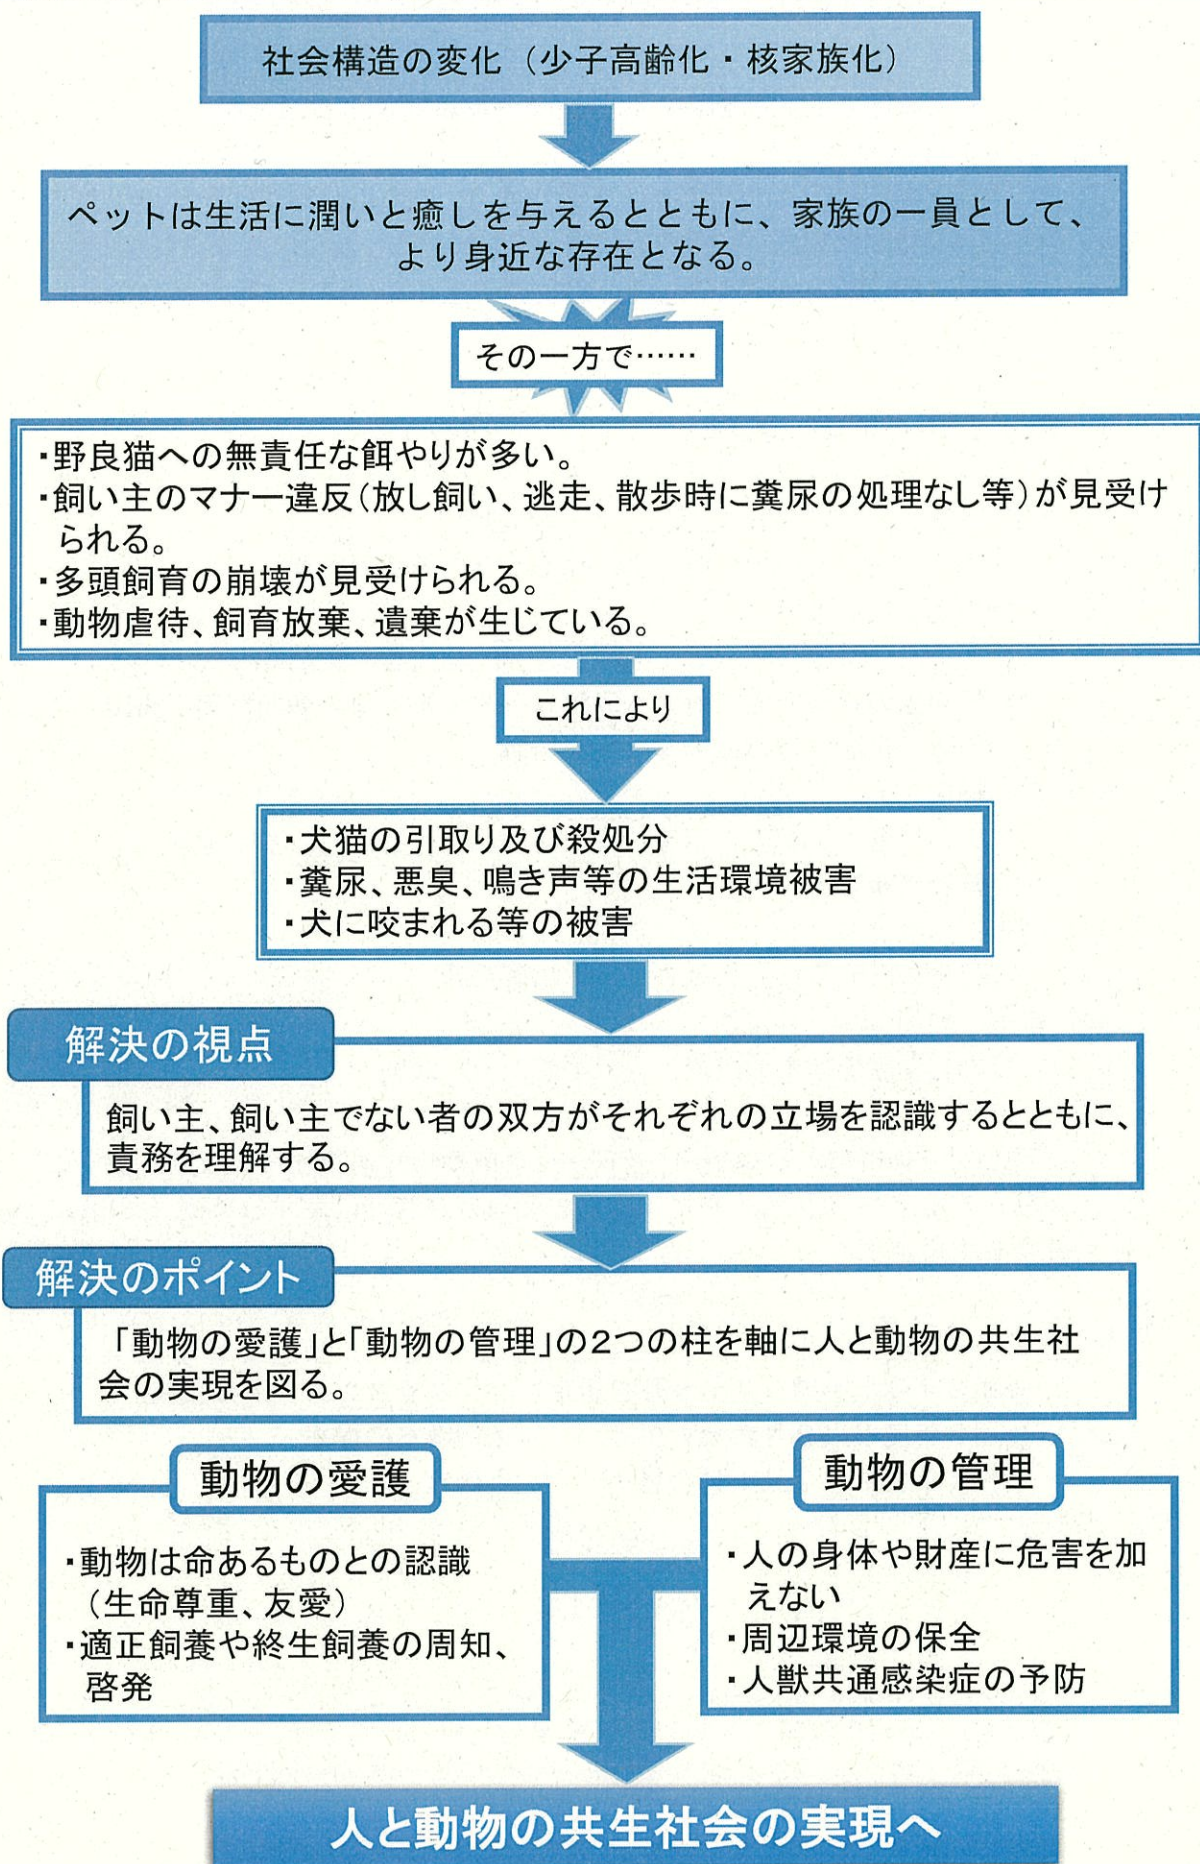 社会構造の変化（少子高齢化・核家族化）
ペットは生活に潤いと癒しを与えるとともに、家族の一員として、
より身近な存在となる。
その一方で……
・野良猫への無責任な餌やりが多い。
・飼い主のマナー違反（放し飼い、逃走、散歩時に糞尿の処理なし等）が見受け
られる。
・多頭飼育の崩壊が見受けられる。
・動物虐待、飼育放棄、遺棄が生じている。
これにより
・犬猫の引取り及び殺処分
・糞尿、悪臭、鳴き声等の生活環境被害
・犬に咬まれる等の被害
解決の視点
飼い主、飼い主でない者の双方がそれぞれの立場を認識するとともに、
責務を理解する。
解決のポイント
「動物の愛護」と「動物の管理」の２つの柱を軸に人と動物の共生社
会の実現を図る。
動物の愛護
・動物は命あるものとの認識
（生命尊重、友愛）
・適正飼養や終生飼養の周知、
啓発
動物の管理
・人の身体や財産に危害を加
えない
・周辺環境の保全
・人獣共通感染症の予防
人と動物の共生社会の実現へ